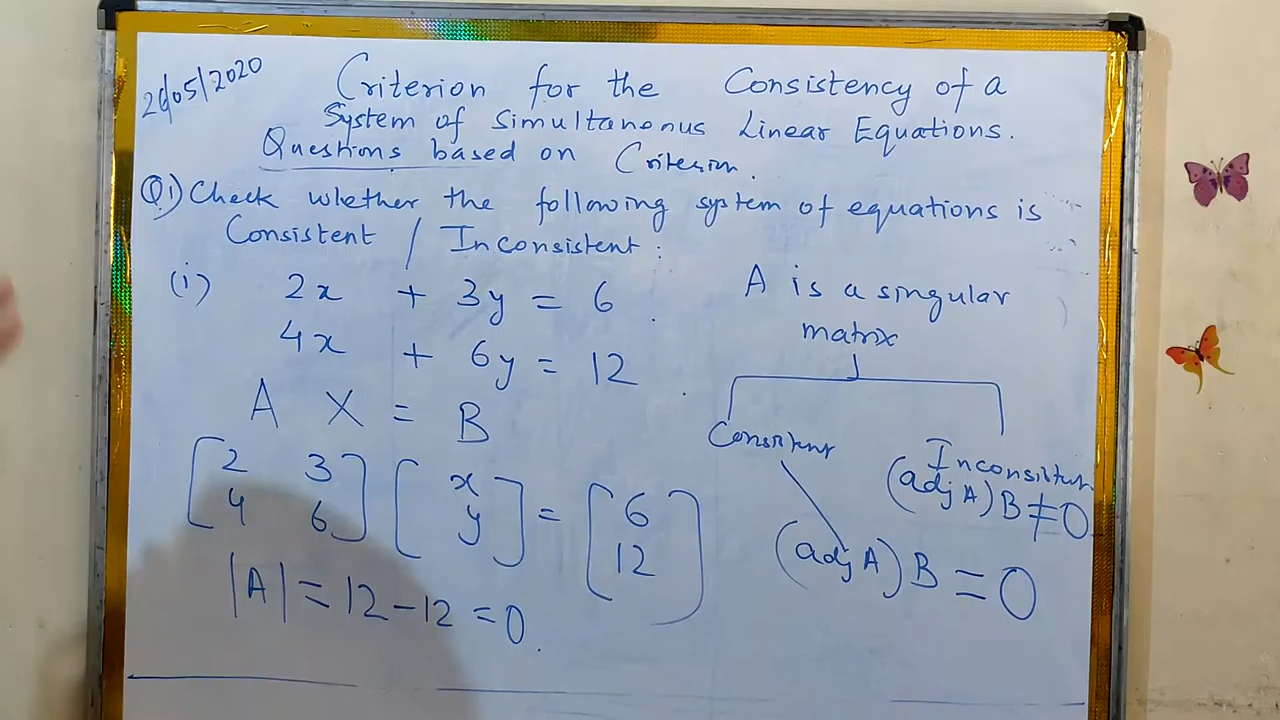 20/05/2020
Criterion for the Consistency of a
System of Simultanenus Linear Equations.
Questions based on Criterion.
Q1) Check whether the following system of equations is
Consistent / Inconsistent :
(i) 2x + 3y = 6
4x + 6y = 12
A X = B
[2 3
4 6] [x
y] = [6
12]
|A| = 12 - 12 = 0.
A is a singular
matrix
Consistent
Inconsistent
(adj A) B ≠ 0
(adj A) B = 0